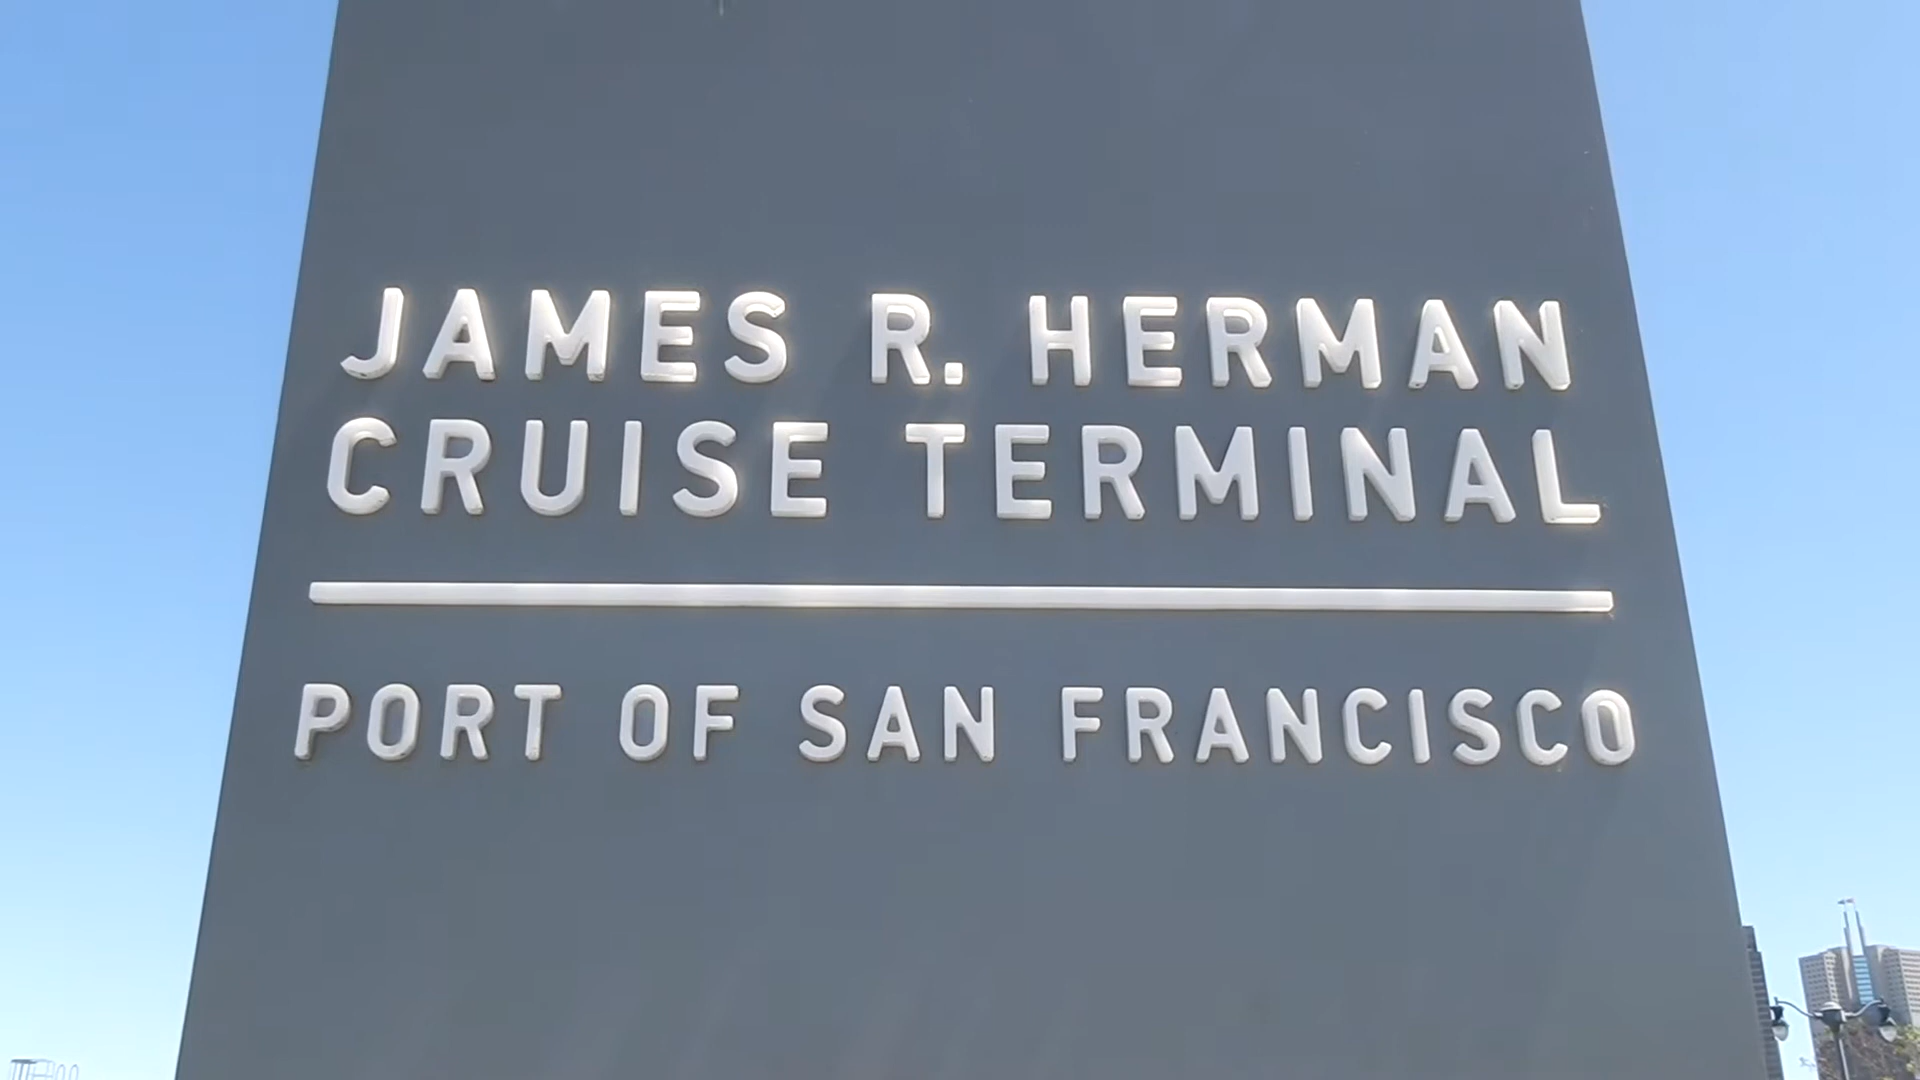 JAMES R. HERMAN
CRUISE TERMINAL
PORT OF SAN FRANCISCO